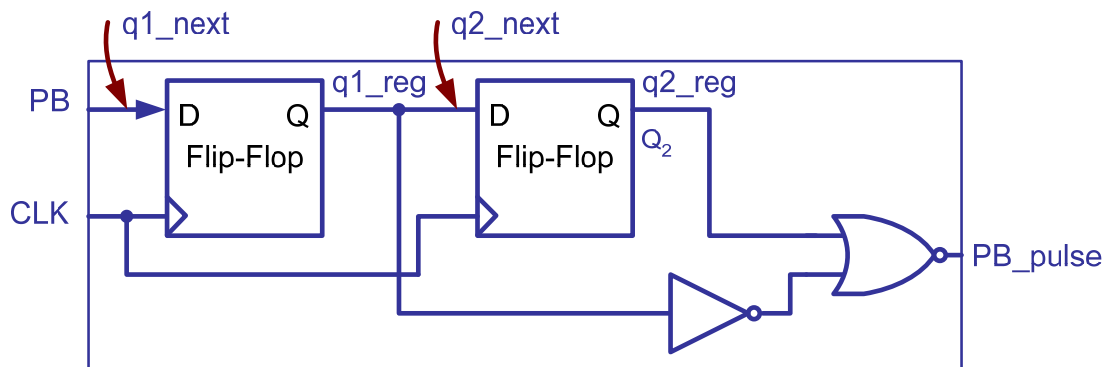 q1_next
q2_next
PB
q1_reg
q2_reg
D
Q
D
Q
Q2
Flip-Flop
Flip-Flop
CLK
PB_pulse